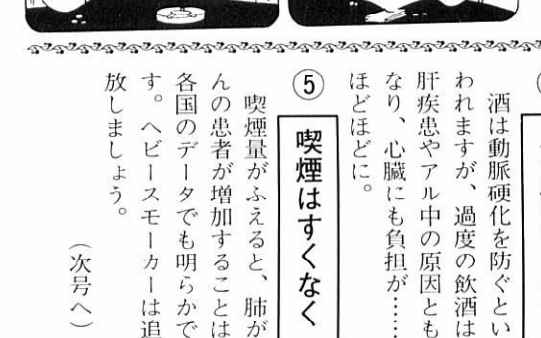 酒は動脈硬化を防ぐとい
われますが、過度の飲酒は
肝疾患やアル中の原因とも
なり、心臓にも負担が……
ほどほどに。
⑤
喫煙はすくなく
喫煙量がふえると、肺が
んの患者が増加することは
各国のデータでも明らかで
す。ヘビースモーカーは追
放しましょう。
(次号へ)